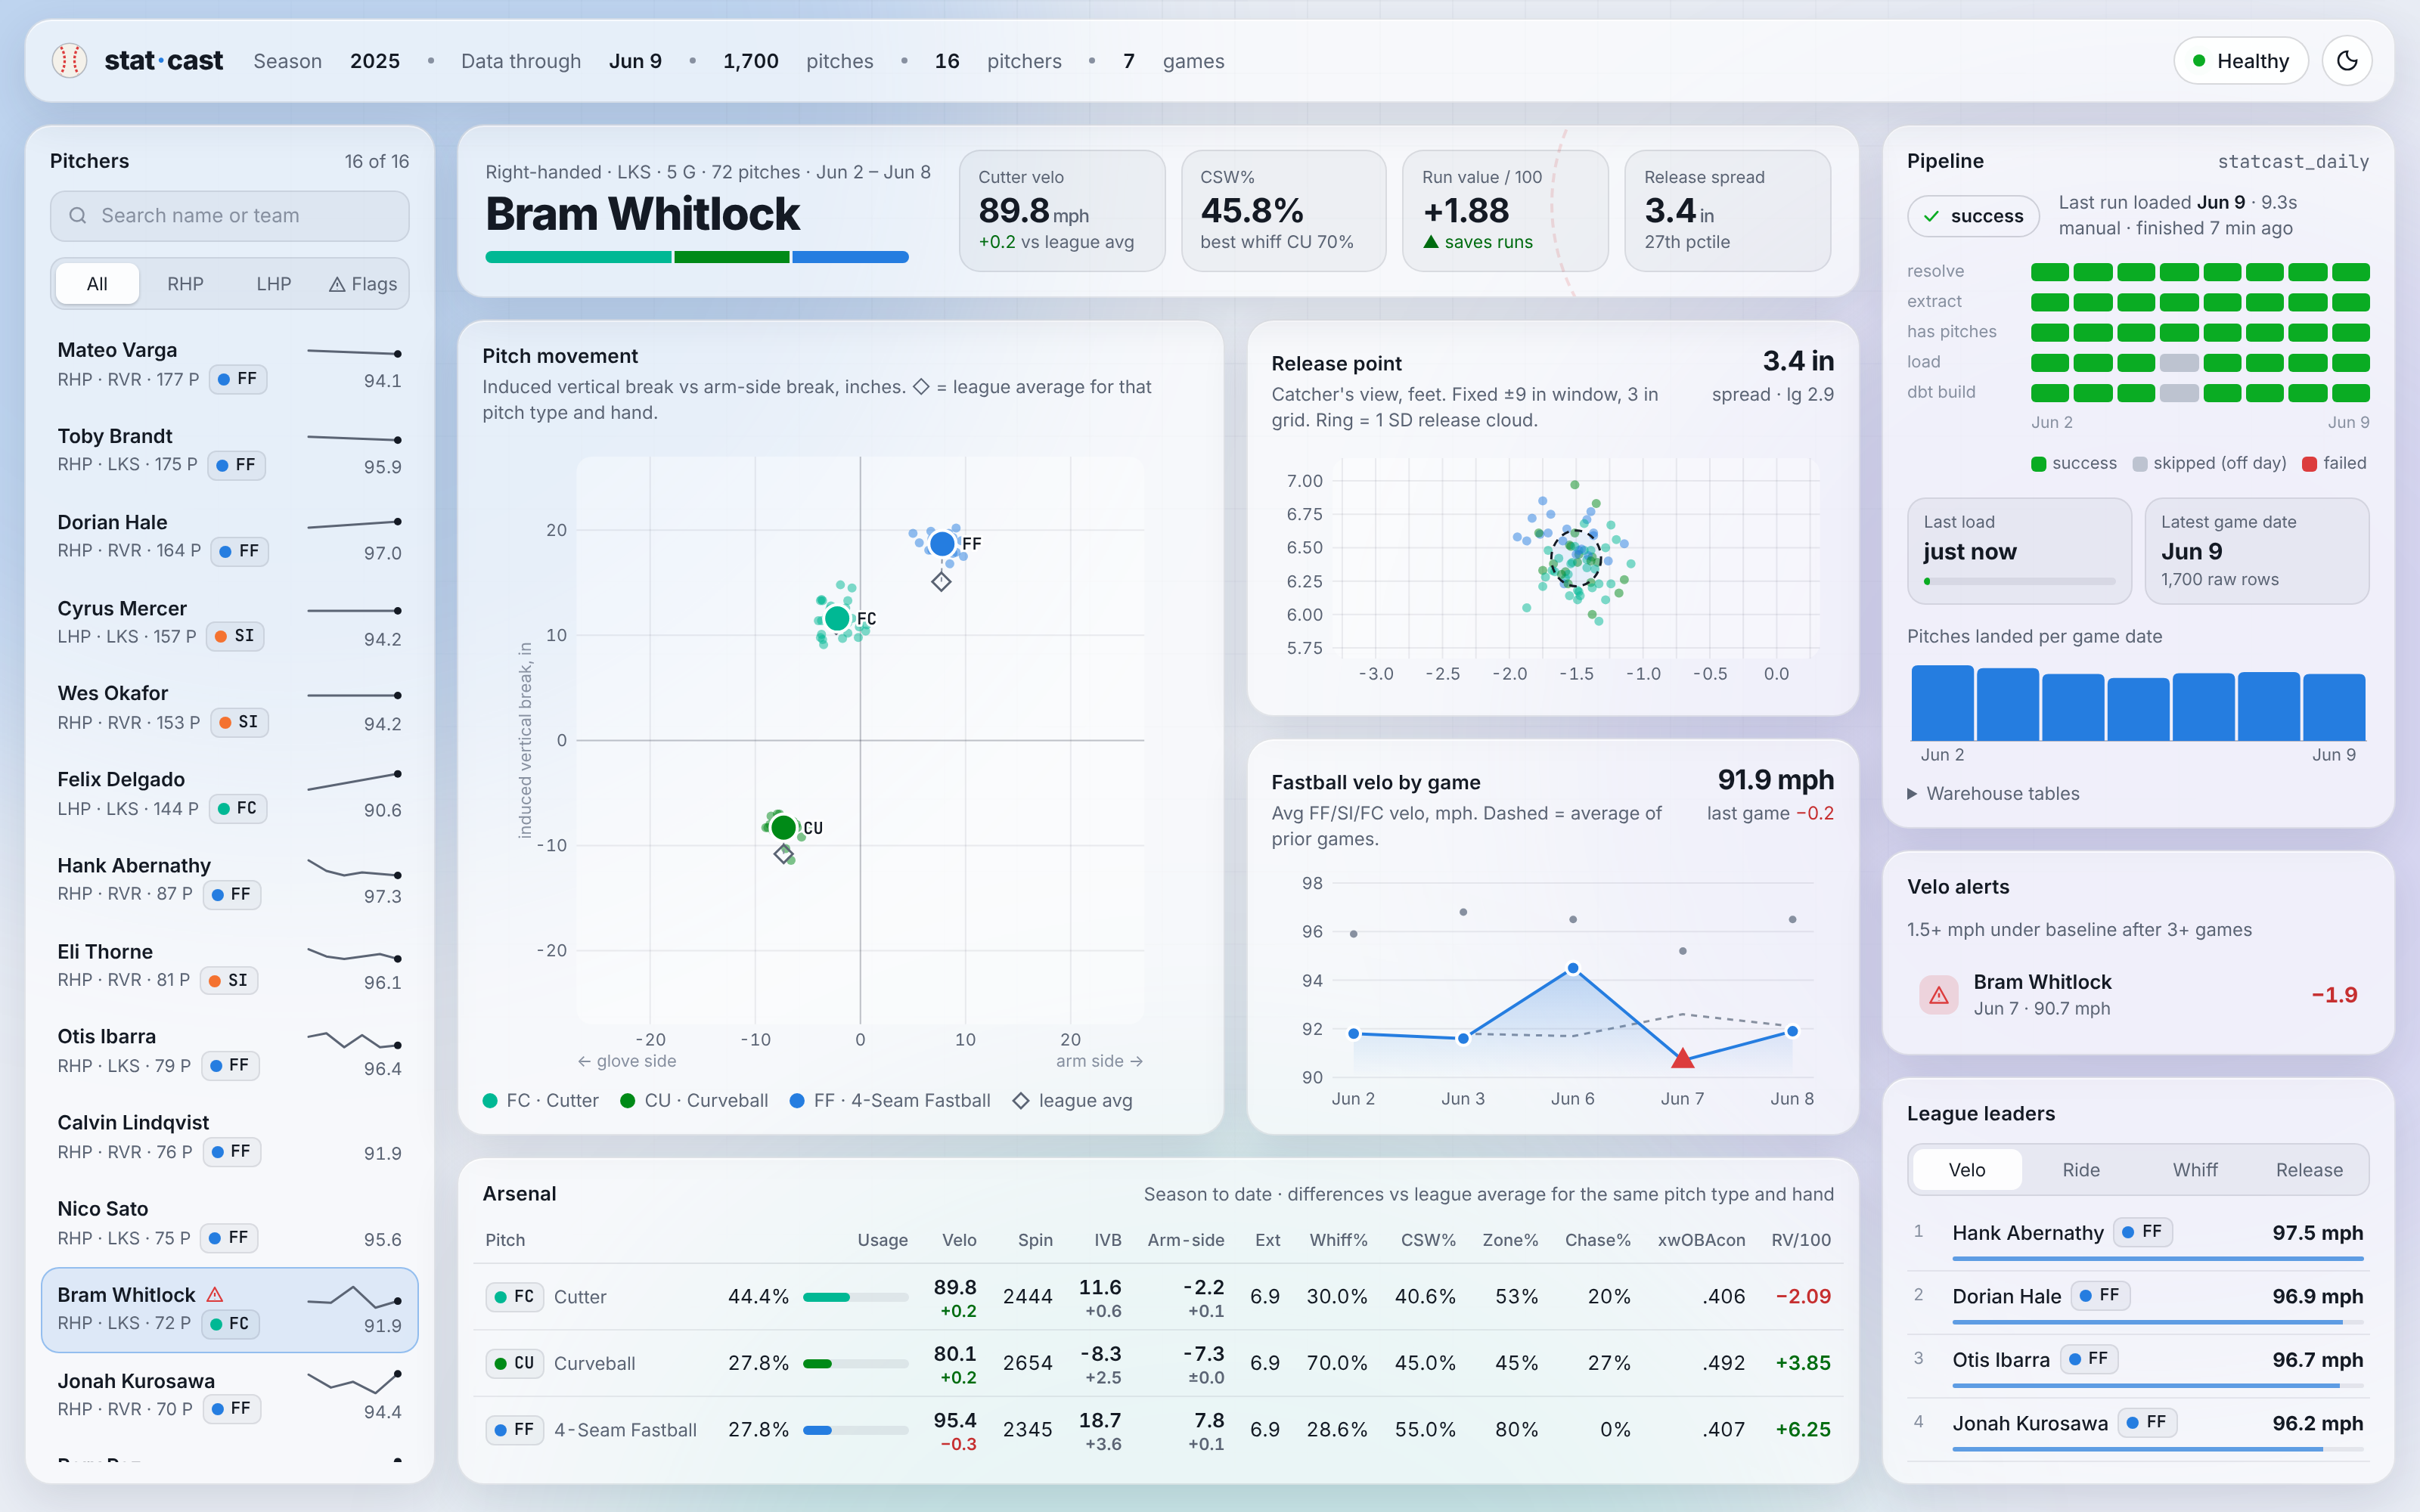 stat·cast Season 2025 • Data through Jun 9 • 1,700 pitches • 16 pitchers • 7 games
Healthy
Pitchers 16 of 16
Search name or team
All RHP LHP Flags
Mateo Varga
RHP · RVR · 177 P FF 94.1
Toby Brandt
RHP · LKS · 175 P FF 95.9
Dorian Hale
RHP · RVR · 164 P FF 97.0
Cyrus Mercer
LHP · LKS · 157 P SI 94.2
Wes Okafor
RHP · RVR · 153 P SI 94.2
Felix Delgado
LHP · LKS · 144 P FC 90.6
Hank Abernathy
RHP · RVR · 87 P FF 97.3
Eli Thorne
RHP · RVR · 81 P SI 96.1
Otis Ibarra
RHP · LKS · 79 P FF 96.4
Calvin Lindqvist
RHP · RVR · 76 P FF 91.9
Nico Sato
RHP · LKS · 75 P FF 95.6
Bram Whitlock
RHP · LKS · 72 P FC 91.9
Jonah Kurosawa
RHP · RVR · 70 P FF 94.4
Right-handed · LKS · 5 G · 72 pitches · Jun 2 – Jun 8
Bram Whitlock
Cutter velo
89.8 mph
+0.2 vs league avg
CSW%
45.8%
best whiff CU 70%
Run value / 100
+1.88
▲ saves runs
Release spread
3.4 in
27th pctile
Pitch movement
Induced vertical break vs arm-side break, inches. ◇ = league average for that
pitch type and hand.
induced vertical break, in
20
10
0
-10
-20
FF
FC
CU
-20 -10 0 10 20
← glove side arm side →
FC · Cutter CU · Curveball FF · 4-Seam Fastball ◇ league avg
Release point 3.4 in
Catcher's view, feet. Fixed ±9 in window, 3 in spread · lg 2.9
grid. Ring = 1 SD release cloud.
7.00
6.75
6.50
6.25
6.00
5.75
-3.0 -2.5 -2.0 -1.5 -1.0 -0.5 0.0
Fastball velo by game 91.9 mph
Avg FF/SI/FC velo, mph. Dashed = average of last game −0.2
prior games.
98
96
94
92
90
Jun 2 Jun 3 Jun 6 Jun 7 Jun 8
Arsenal Season to date · differences vs league average for the same pitch type and hand
Pitch Usage Velo Spin IVB Arm-side Ext Whiff% CSW% Zone% Chase% xwOBAcon RV/100
FC Cutter 44.4% 89.8 2444 11.6 -2.2 6.9 30.0% 40.6% 53% 20% .406 −2.09
+0.2 +0.6 +0.1
CU Curveball 27.8% 80.1 2654 -8.3 -7.3 6.9 70.0% 45.0% 45% 27% .492 +3.85
+0.2 +2.5 ±0.0
FF 4-Seam Fastball 27.8% 95.4 2345 18.7 7.8 6.9 28.6% 55.0% 80% 0% .407 +6.25
−0.3 +3.6 +0.1
Pipeline statcast_daily
success
Last run loaded Jun 9 · 9.3s
manual · finished 7 min ago
resolve
extract
has pitches
load
dbt build
Jun 2 Jun 9
success skipped (off day) failed
Last load
just now
Latest game date
Jun 9
1,700 raw rows
Pitches landed per game date
Jun 2 Jun 9
▶ Warehouse tables
Velo alerts
1.5+ mph under baseline after 3+ games
Bram Whitlock
Jun 7 · 90.7 mph
−1.9
League leaders
Velo Ride Whiff Release
1 Hank Abernathy FF 97.5 mph
2 Dorian Hale FF 96.9 mph
3 Otis Ibarra FF 96.7 mph
4 Jonah Kurosawa FF 96.2 mph